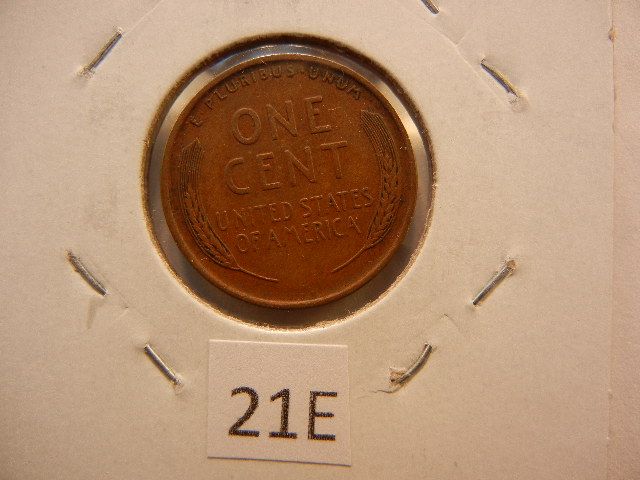 E·PLURIBUS·UNUM
ONE
CENT
UNITED STATES
OF AMERICA
21E